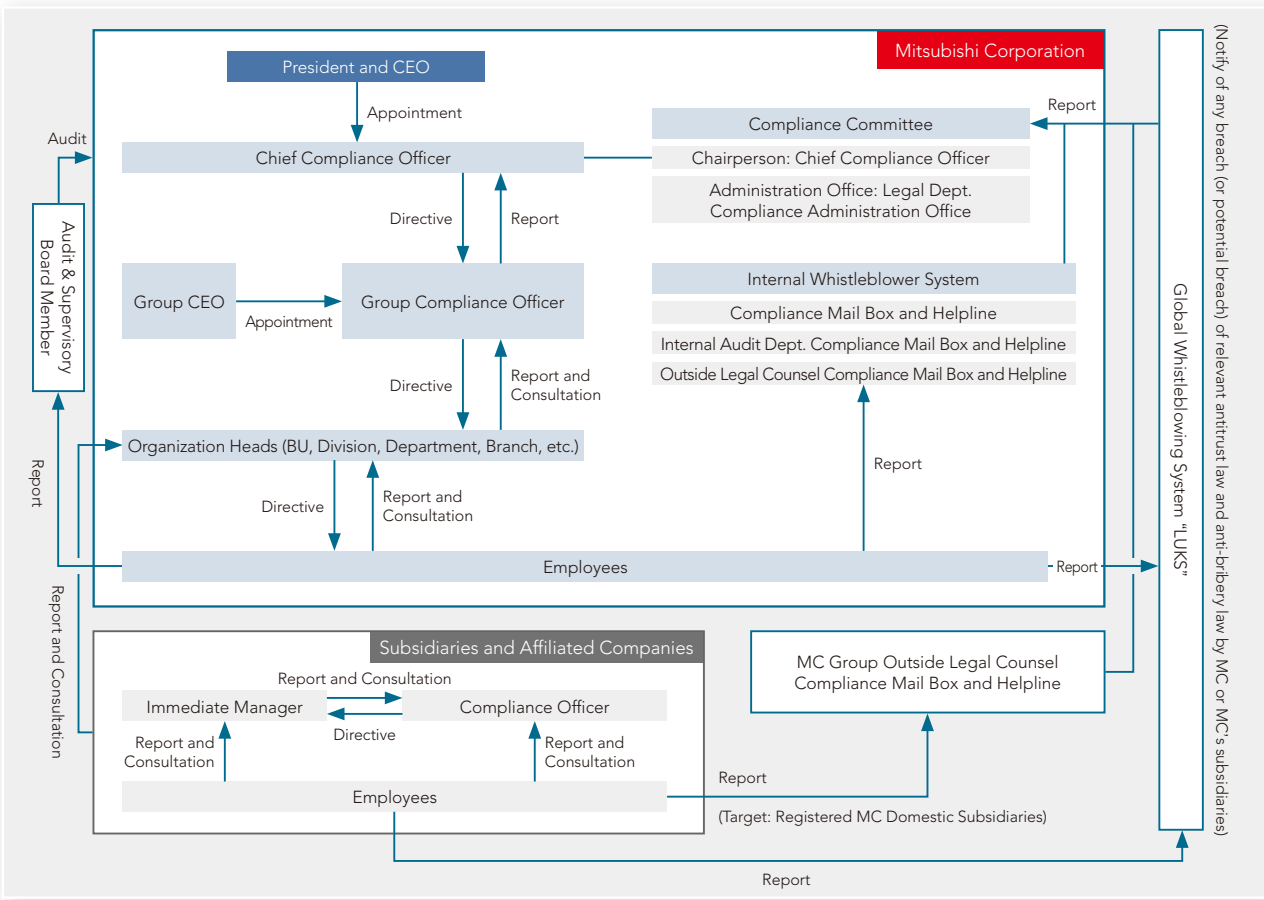 Mitsubishi Corporation
President and CEO
Appointment
Audit
Chief Compliance Officer
Report
Compliance Committee
Chairperson: Chief Compliance Officer
Administration Office: Legal Dept.
Compliance Administration Office
Directive
Report
Audit & Supervisory
Board Member
Group CEO
Appointment
Group Compliance Officer
Internal Whistleblower System
Compliance Mail Box and Helpline
Internal Audit Dept. Compliance Mail Box and Helpline
Outside Legal Counsel Compliance Mail Box and Helpline
Directive
Report and
Consultation
Organization Heads (BU, Division, Department, Branch, etc.)
Report
Directive
Report and
Consultation
Report
Employees
Report
Global Whistleblowing System "LUKS"
(Notify of any breach (or potential breach) of relevant antitrust law and anti-bribery law by MC or MC's subsidiaries)
Report and Consultation
Subsidiaries and Affiliated Companies
Report and Consultation
Immediate Manager
Compliance Officer
Directive
Report and
Consultation
Report and
Consultation
Employees
MC Group Outside Legal Counsel
Compliance Mail Box and Helpline
Report
(Target: Registered MC Domestic Subsidiaries)
Report